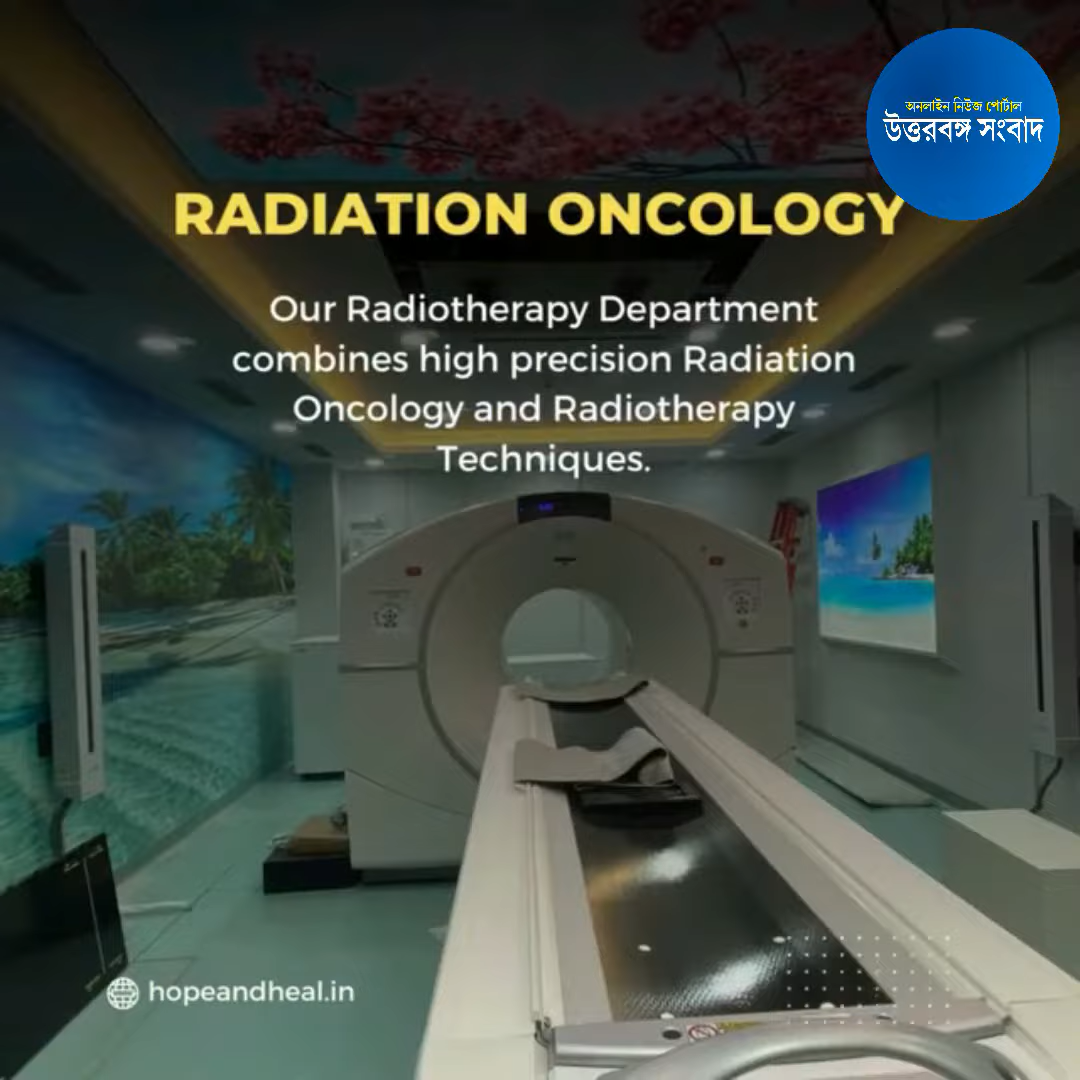 অনলাইন নিউজ পোর্টাল
উত্তরবঙ্গ সংবাদ
RADIATION ONCOLOGY
Our Radiotherapy Department
combines high precision Radiation
Oncology and Radiotherapy
Techniques.
hopeandheal.in